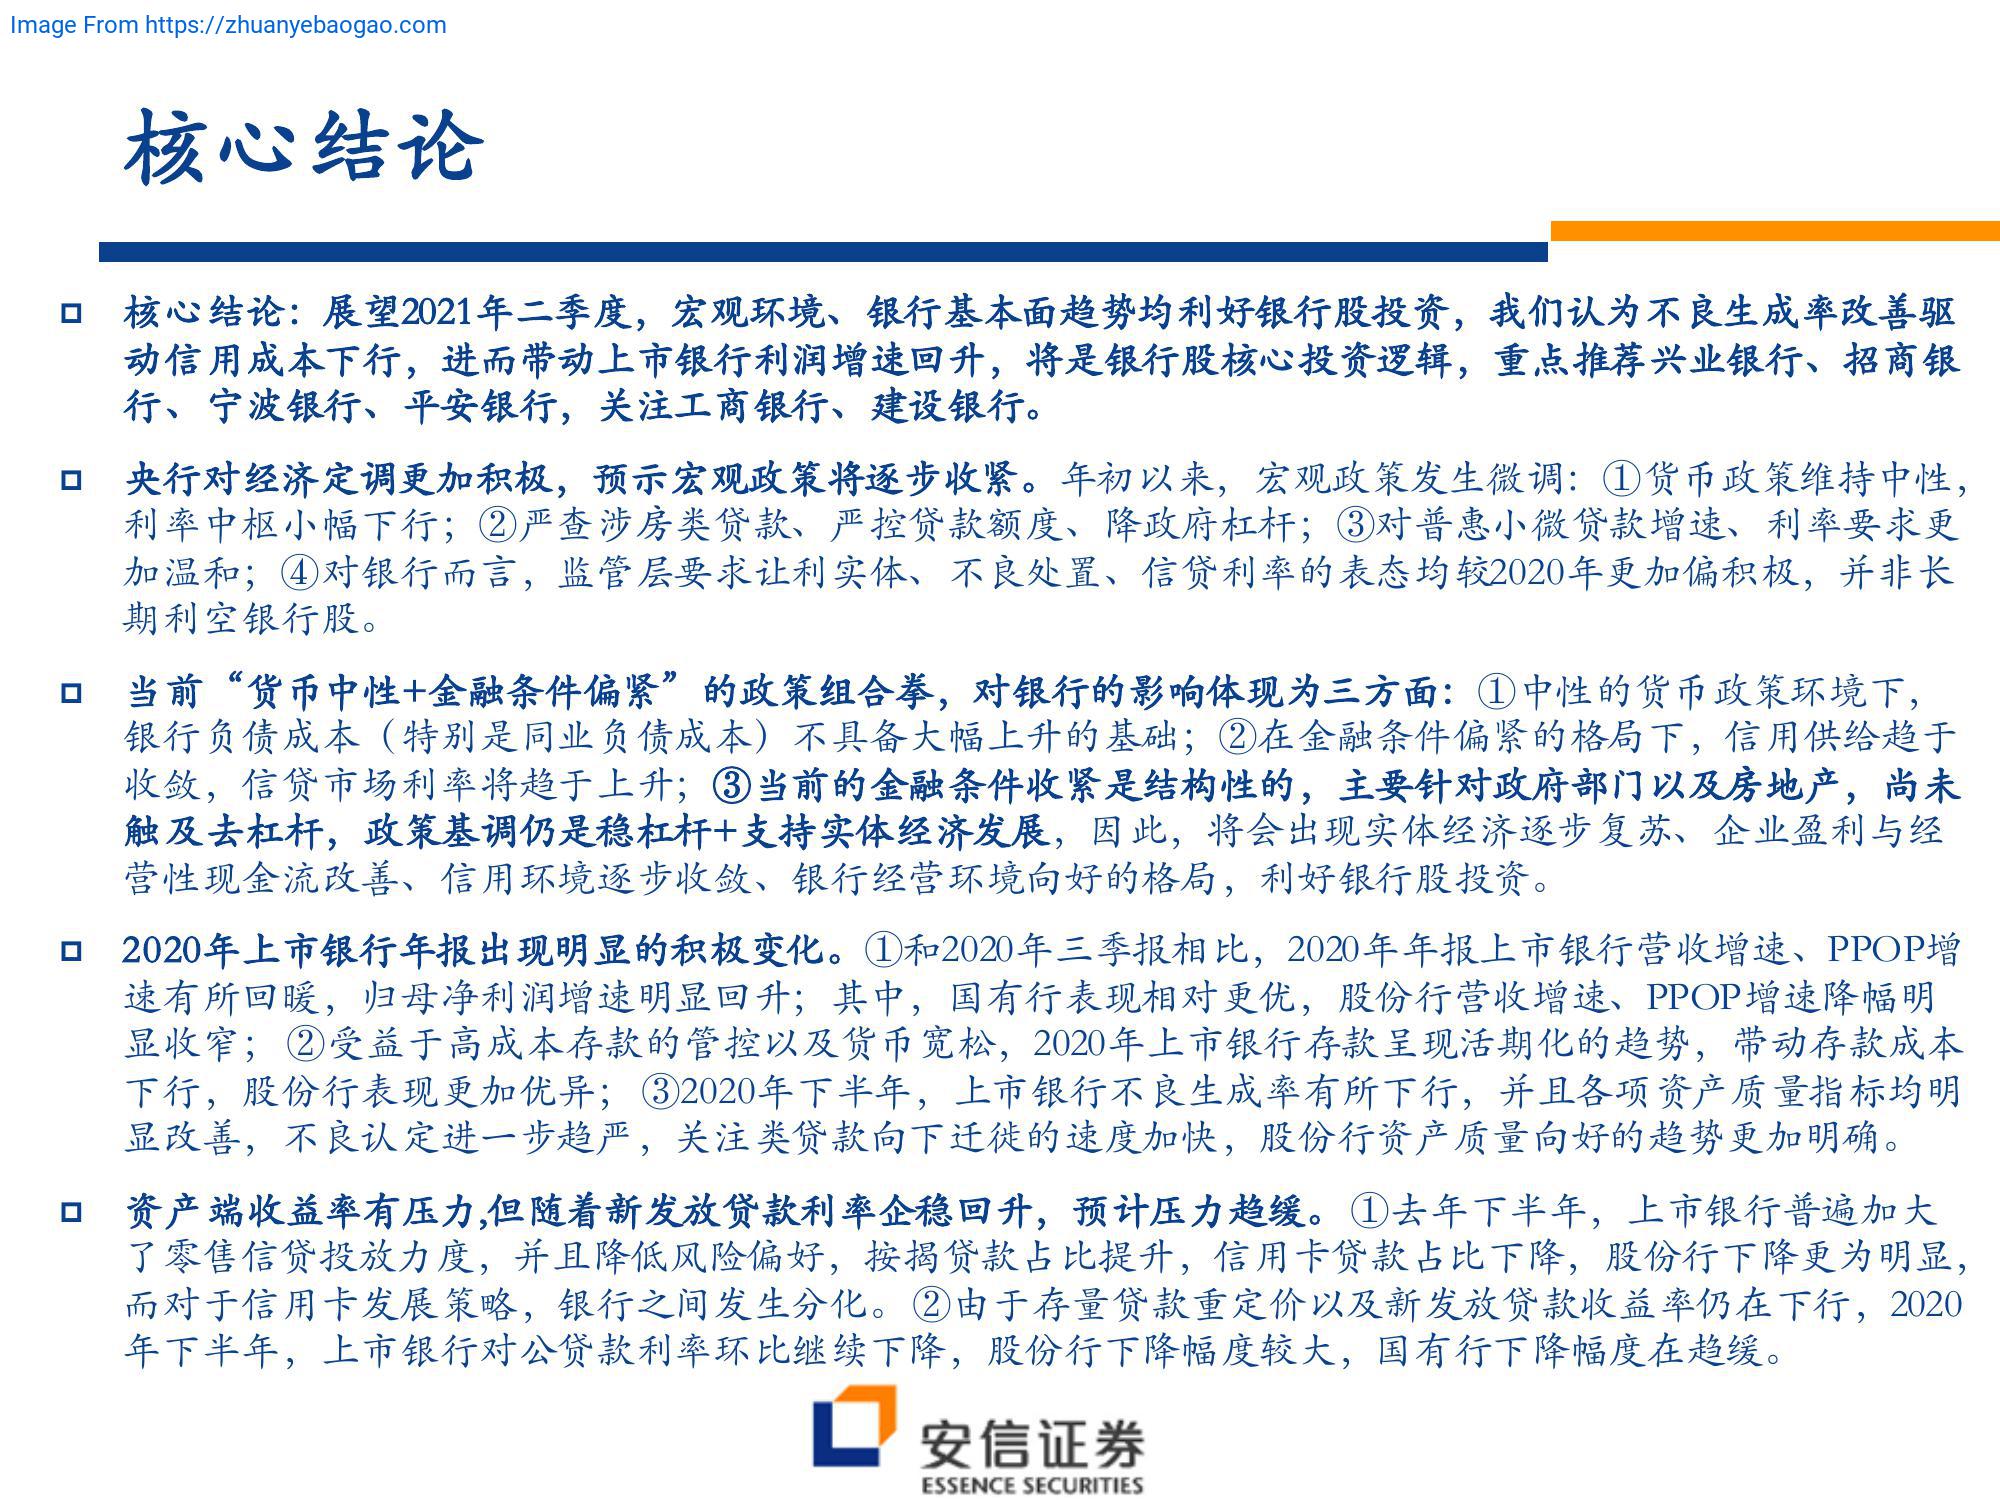 Image From https://zhuanyebaogao.com
核心结论
核心结论：展望2021年二季度，宏观环境、银行基本面趋势均利好银行股投资，我们认为不良生成率改善驱
动信用成本下行，进而带动上市银行利润增速回升，将是银行股核心投资逻辑，重点推荐兴业银行、招商银
行、宁波银行、平安银行，关注工商银行、建设银行。
央行对经济定调更加积极，预示宏观政策将逐步收紧。年初以来，宏观政策发生微调：①货币政策维持中性，
利率中枢小幅下行；②严查涉房类贷款、严控贷款额度、降政府杠杆；③对普惠小微贷款增速、利率要求更
加温和；④对银行而言，监管层要求让利实体、不良处置、信贷利率的表态均较2020年更加偏积极，并非长
期利空银行股。
当前“货币中性+金融条件偏紧”的政策组合拳，对银行的影响体现为三方面：①中性的货币政策环境下，
银行负债成本（特别是同业负债成本）不具备大幅上升的基础；②在金融条件偏紧的格局下，信用供给趋于
收敛，信贷市场利率将趋于上升；③当前的金融条件收紧是结构性的，主要针对政府部门以及房地产，尚未
触及去杠杆，政策基调仍是稳杠杆+支持实体经济发展，因此，将会出现实体经济逐步复苏、企业盈利与经
营性现金流改善、信用环境逐步收敛、银行经营环境向好的格局，利好银行股投资。
2020年上市银行年报出现明显的积极变化。①和2020年三季报相比，2020年年报上市银行营收增速、PPOP增
速有所回暖，归母净利润增速明显回升；其中，国有行表现相对更优，股份行营收增速、PPOP增速降幅明
显收窄；②受益于高成本存款的管控以及货币宽松，2020年上市银行存款呈现活期化的趋势，带动存款成本
下行，股份行表现更加优异；③2020年下半年，上市银行不良生成率有所下行，并且各项资产质量指标均明
显改善，不良认定进一步趋严，关注类贷款向下迁徙的速度加快，股份行资产质量向好的趋势更加明确。
资产端收益率有压力,但随着新发放贷款利率企稳回升，预计压力趋缓。①去年下半年，上市银行普遍加大
了零售信贷投放力度，并且降低风险偏好，按揭贷款占比提升，信用卡贷款占比下降，股份行下降更为明显，
而对于信用卡发展策略，银行之间发生分化。②由于存量贷款重定价以及新发放贷款收益率仍在下行，2020
年下半年，上市银行对公贷款利率环比继续下降，股份行下降幅度较大，国有行下降幅度在趋缓。
安信证券
ESSENCE SECURITIES